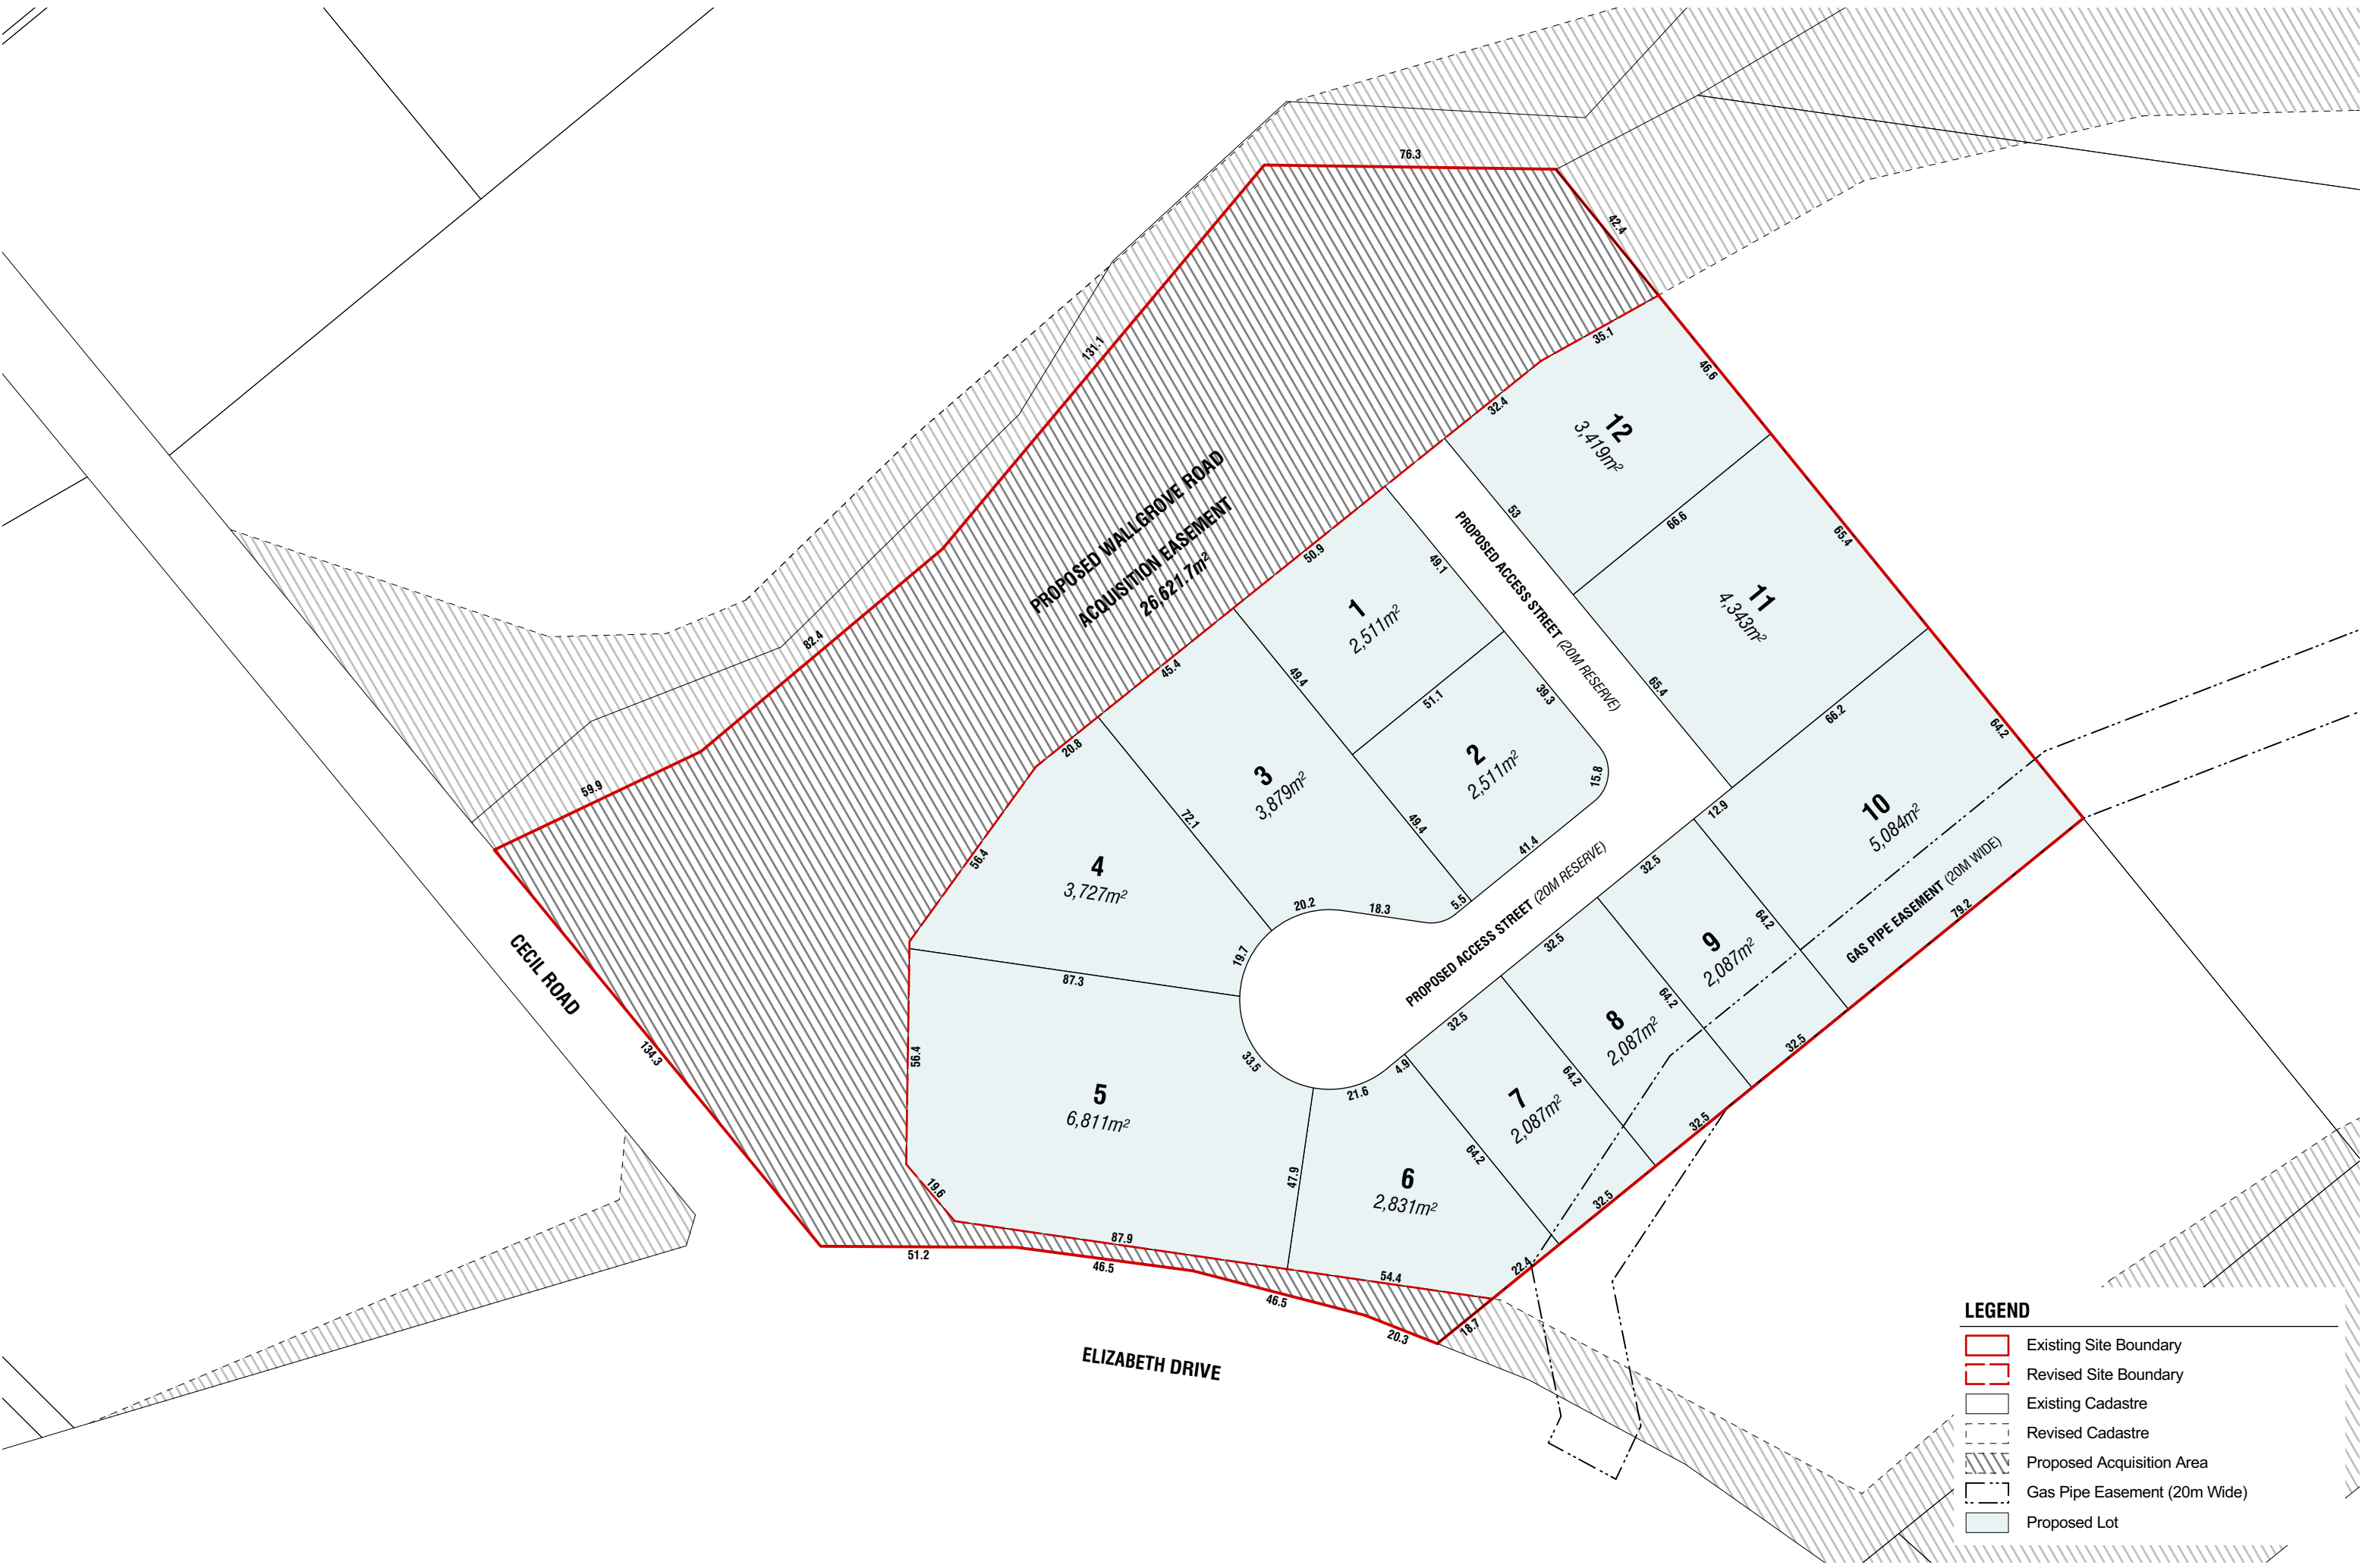 76.3
42.4
131.1
35.1
46.6
32.4
12
3,419m²
PROPOSED WALLGROVE ROAD
ACQUISITION EASEMENT
26,621.7m²
53
66.6
65.4
50.9
49.1
PROPOSED ACCESS STREET (20M RESERVE)
1
2,511m²
11
4,343m²
82.4
45.4
49.4
51.1
39.3
65.4
66.2
64.2
20.8
59.9
3
3,879m²
2
2,511m²
15.8
72.1
49.4
41.4
12.9
10
5,084m²
56.4
4
3,727m²
32.5
PROPOSED ACCESS STREET (20M RESERVE)
GAS PIPE EASEMENT (20M WIDE)
79.2
20.2
18.3
5.5
64.2
9
2,087m²
32.5
CECIL ROAD
19.7
87.3
64.2
8
2,087m²
32.5
32.5
134.3
56.4
33.5
4.9
21.6
64.2
7
2,087m²
32.5
5
6,811m²
64.2
6
2,831m²
47.9
19.6
32.5
87.9
54.4
22.4
51.2
46.5
46.5
20.3
18.7
ELIZABETH DRIVE
LEGEND
Existing Site Boundary
Revised Site Boundary
Existing Cadastre
Revised Cadastre
Proposed Acquisition Area
Gas Pipe Easement (20m Wide)
Proposed Lot